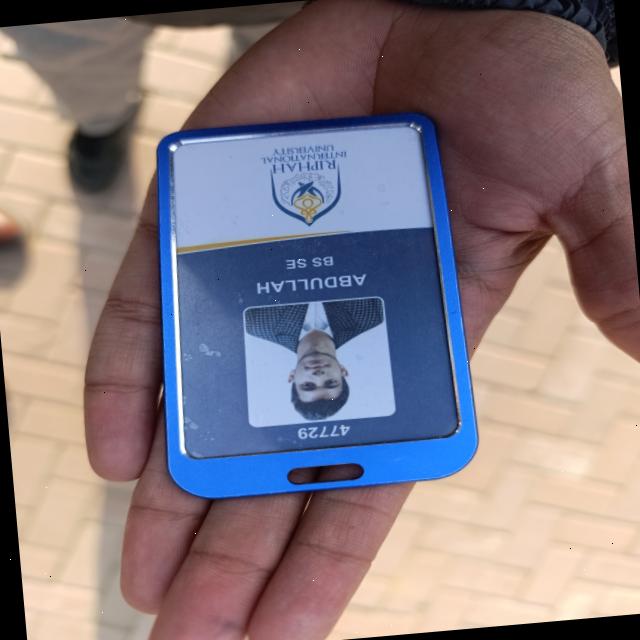 47729
ABDULLAH
BS SE
RIPHAH
INTERNATIONAL
UNIVERSITY